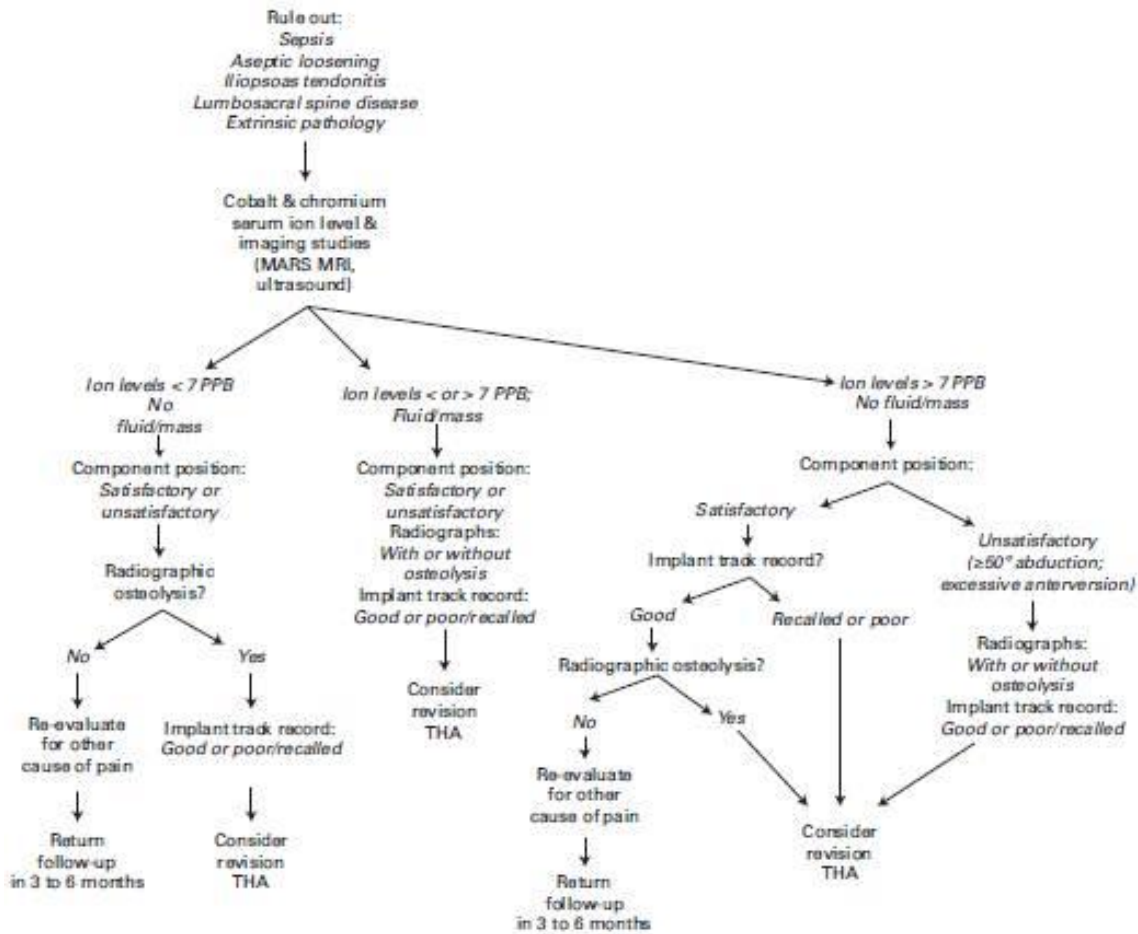 Rule out:
Sepsis
Aseptic loosening
Iliopsoas tendonitis
Lumbosacral spine disease
Extrinsic pathology
Cobalt & chromium
serum ion level &
imaging studies
(MARS MRI,
ultrasound)
Ion levels < 7 PPB
No
fluid/mass
Component position:
Satisfactory or
unsatisfactory
Radiographic
osteolysis?
No
Yes
Re-evaluate
for other
cause of pain
Return
follow-up
in 3 to 6 months
Implant track record:
Good or poor/recalled
Consider
revision
THA
Ion levels < or > 7 PPB;
Fluid/mass
Component position:
Satisfactory or
unsatisfactory
Radiographs:
With or without
osteolysis
Implant track record:
Good or poor/recalled
Consider
revision
THA
Ion levels > 7 PPB
No fluid/mass
Component position:
Satisfactory
Implant track record?
Good
Recalled or poor
Radiographic osteolysis?
No
Yes
Re-evaluate
for other
cause of pain
Return
follow-up
in 3 to 6 months
Unsatisfactory
(≥50° abduction;
excessive anterversion)
Radiographs:
With or without
osteolysis
Implant track record:
Good or poor/recalled
Consider
revision
THA